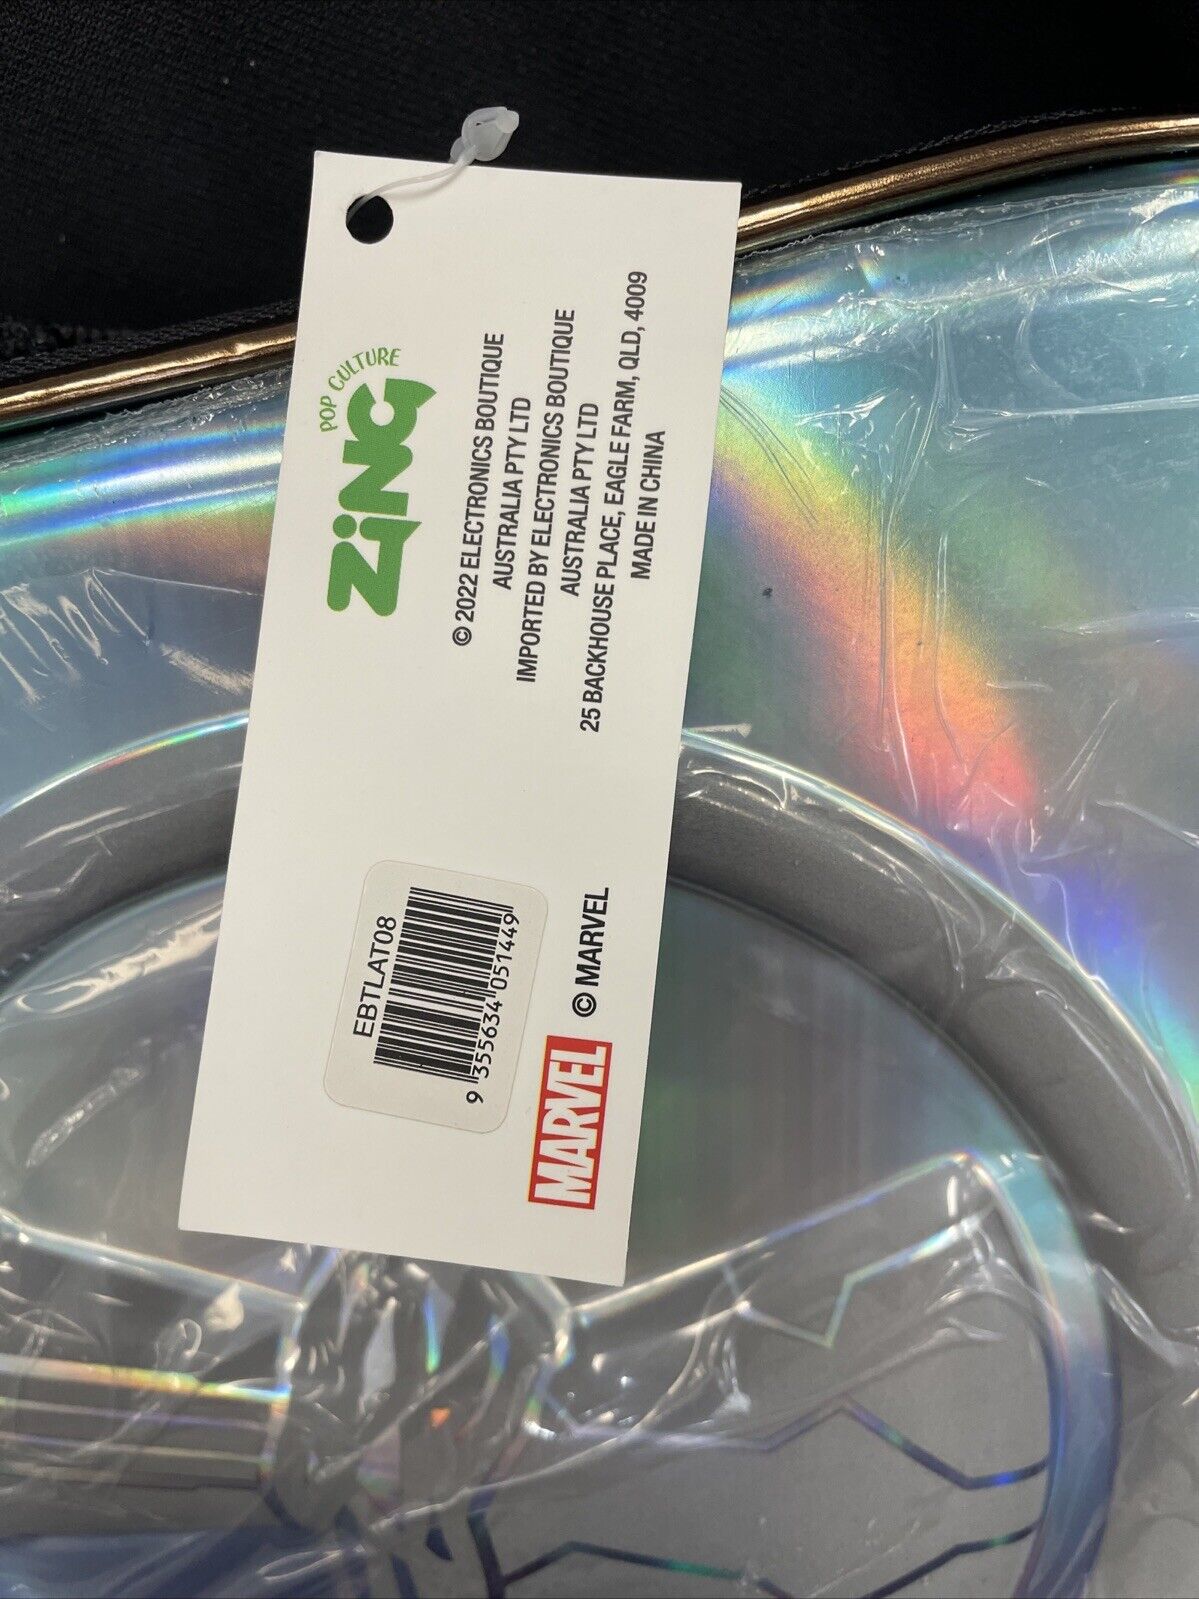 POP CULTURE
ZiNG
© 2022 ELECTRONICS BOUTIQUE
AUSTRALIA PTY LTD
IMPORTED BY ELECTRONICS BOUTIQUE
AUSTRALIA PTY LTD
25 BACKHOUSE PLACE, EAGLE FARM, QLD, 4009
MADE IN CHINA
EBTLAT08
9 355634 051449
MARVEL © MARVEL